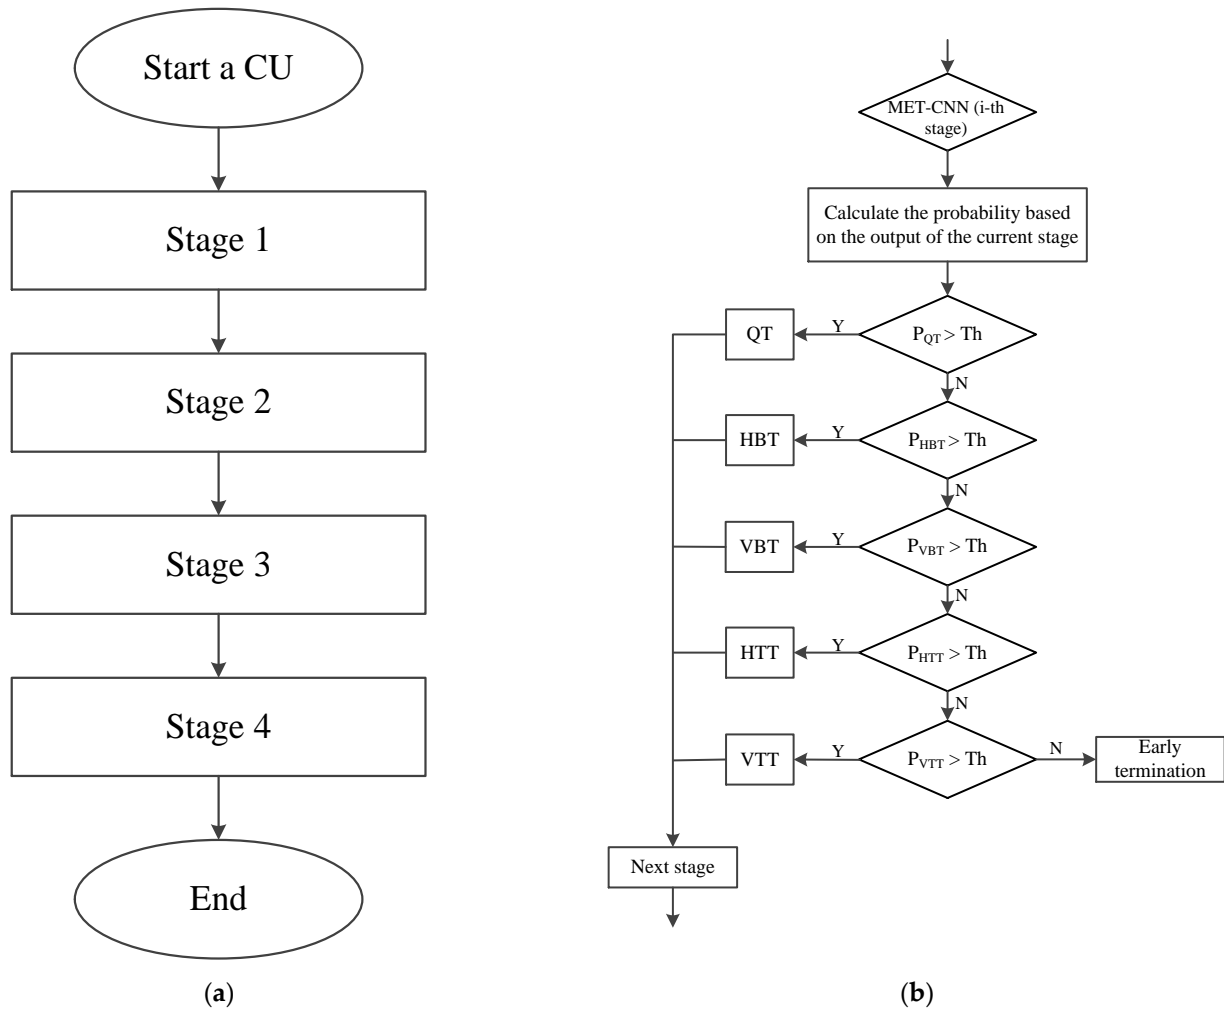 Start a CU
Stage 1
Stage 2
Stage 3
Stage 4
End
(a)
MET-CNN (i-th
stage)
Calculate the probability based
on the output of the current stage
QT
Y
P_QT > Th
N
HBT
Y
P_HBT > Th
N
VBT
Y
P_VBT > Th
N
HTT
Y
P_HTT > Th
N
VTT
Y
P_VTT > Th
N
Early
termination
Next stage
(b)